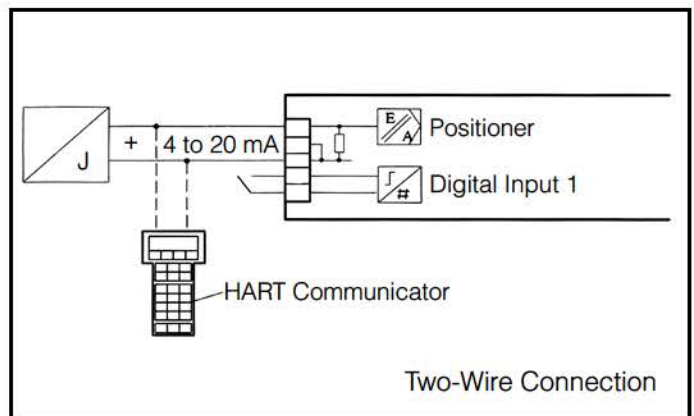 E
A
Positioner
J
+
4 to 20 mA
#
Digital Input 1
HART Communicator
Two-Wire Connection